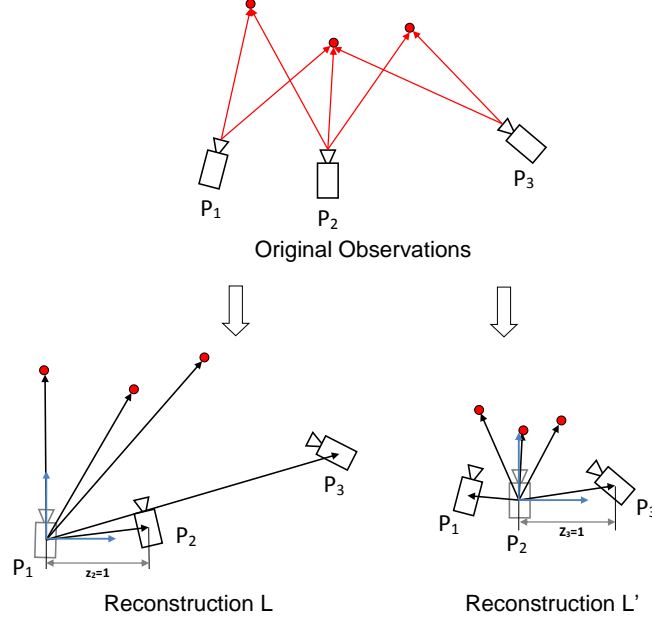 P₁
P₂
P₃
Original Observations
P₃
P₂
P₁
z₂=1
P₁
P₂
P₃
Z₃=1
Reconstruction L
Reconstruction L’